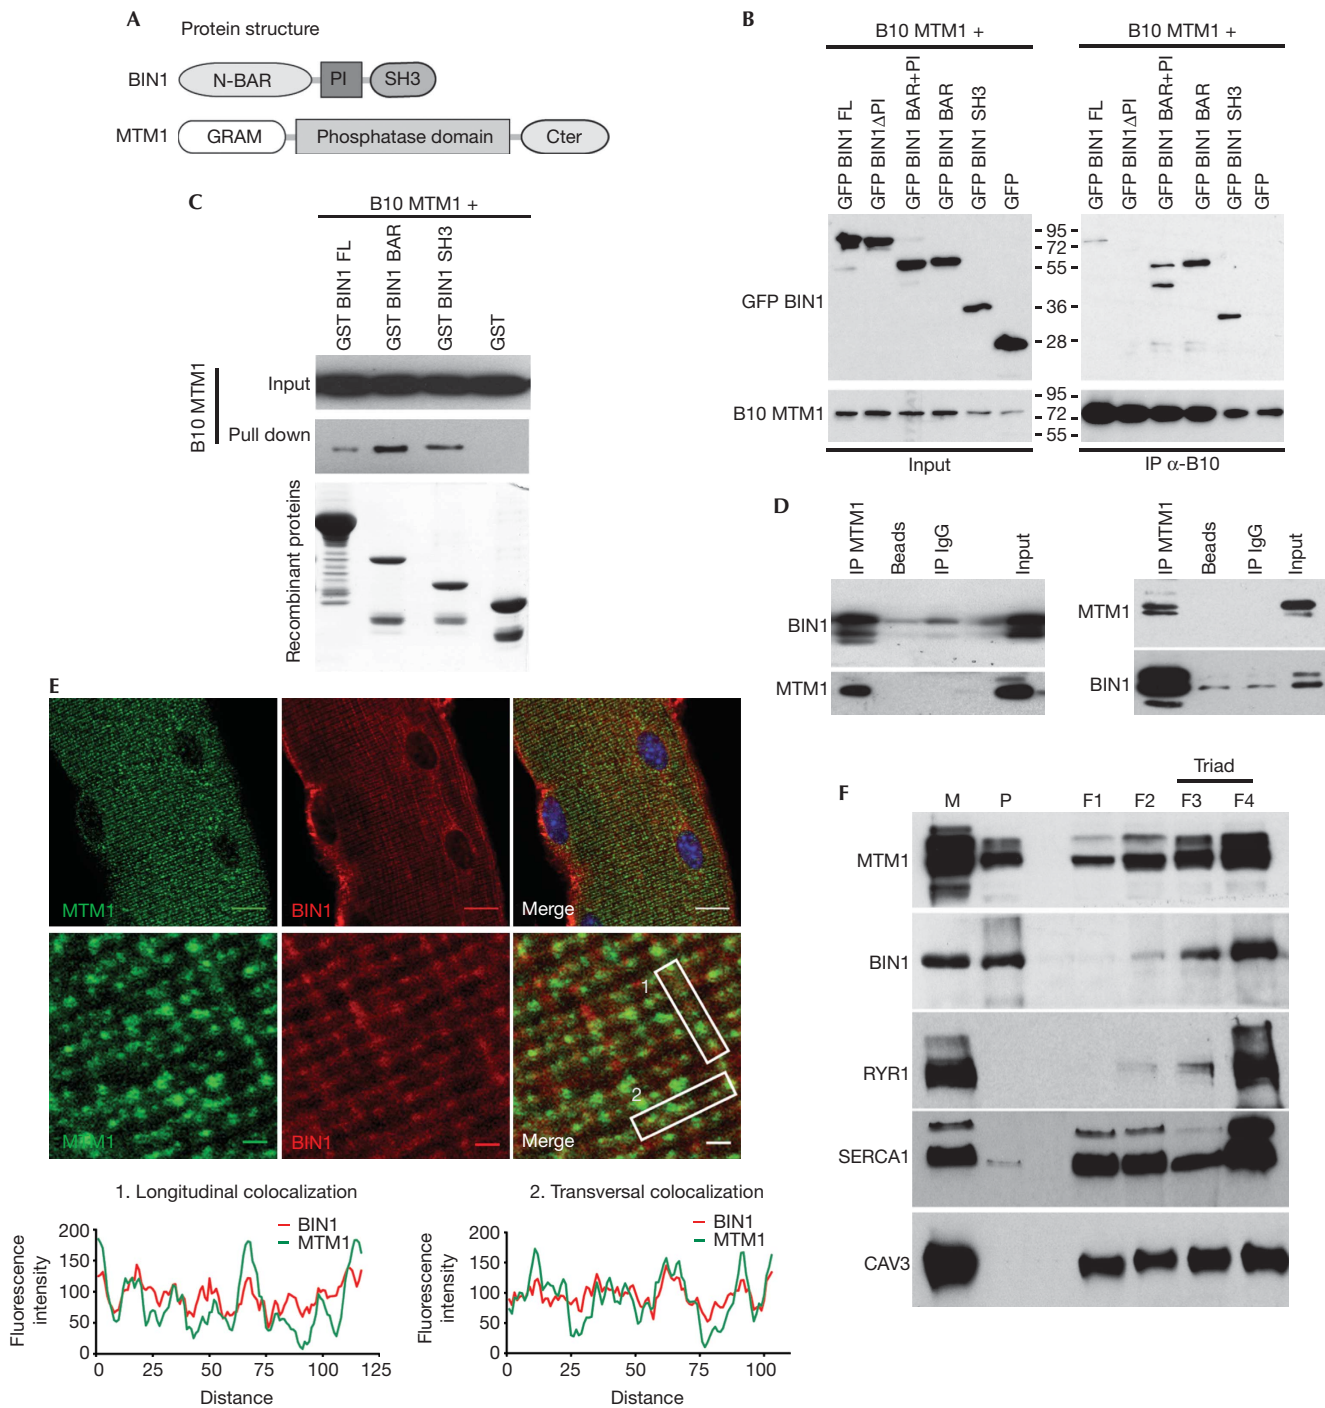 A
Protein structure
BIN1 N-BAR PI SH3
MTM1 GRAM Phosphatase domain Cter
B
B10 MTM1 + B10 MTM1 +
GFP BIN1 FL
GFP BIN1ΔPI
GFP BIN1 BAR+PI
GFP BIN1 BAR
GFP BIN1 SH3
GFP
GFP BIN1 FL
GFP BIN1ΔPI
GFP BIN1 BAR+PI
GFP BIN1 BAR
GFP BIN1 SH3
GFP
GFP BIN1
- 95 -
- 72 -
- 55 -
- 36 -
- 28 -
B10 MTM1
- 95 -
- 72 -
- 55 -
Input IP α-B10
C
B10 MTM1 +
GST BIN1 FL
GST BIN1 BAR
GST BIN1 SH3
GST
B10 MTM1
Input
Pull down
Recombinant proteins
D
IP MTM1
Beads
IP IgG
Input
BIN1
MTM1
IP MTM1
Beads
IP IgG
Input
MTM1
BIN1
E
MTM1 BIN1 Merge
1
2
MTM1 BIN1 Merge
1. Longitudinal colocalization
BIN1
MTM1
Fluorescence
intensity
200
150
100
50
0
0 25 50 75 100 125
Distance
2. Transversal colocalization
BIN1
MTM1
Fluorescence
intensity
200
150
100
50
0
0 25 50 75 100
Distance
F
Triad
M P F1 F2 F3 F4
MTM1
BIN1
RYR1
SERCA1
CAV3